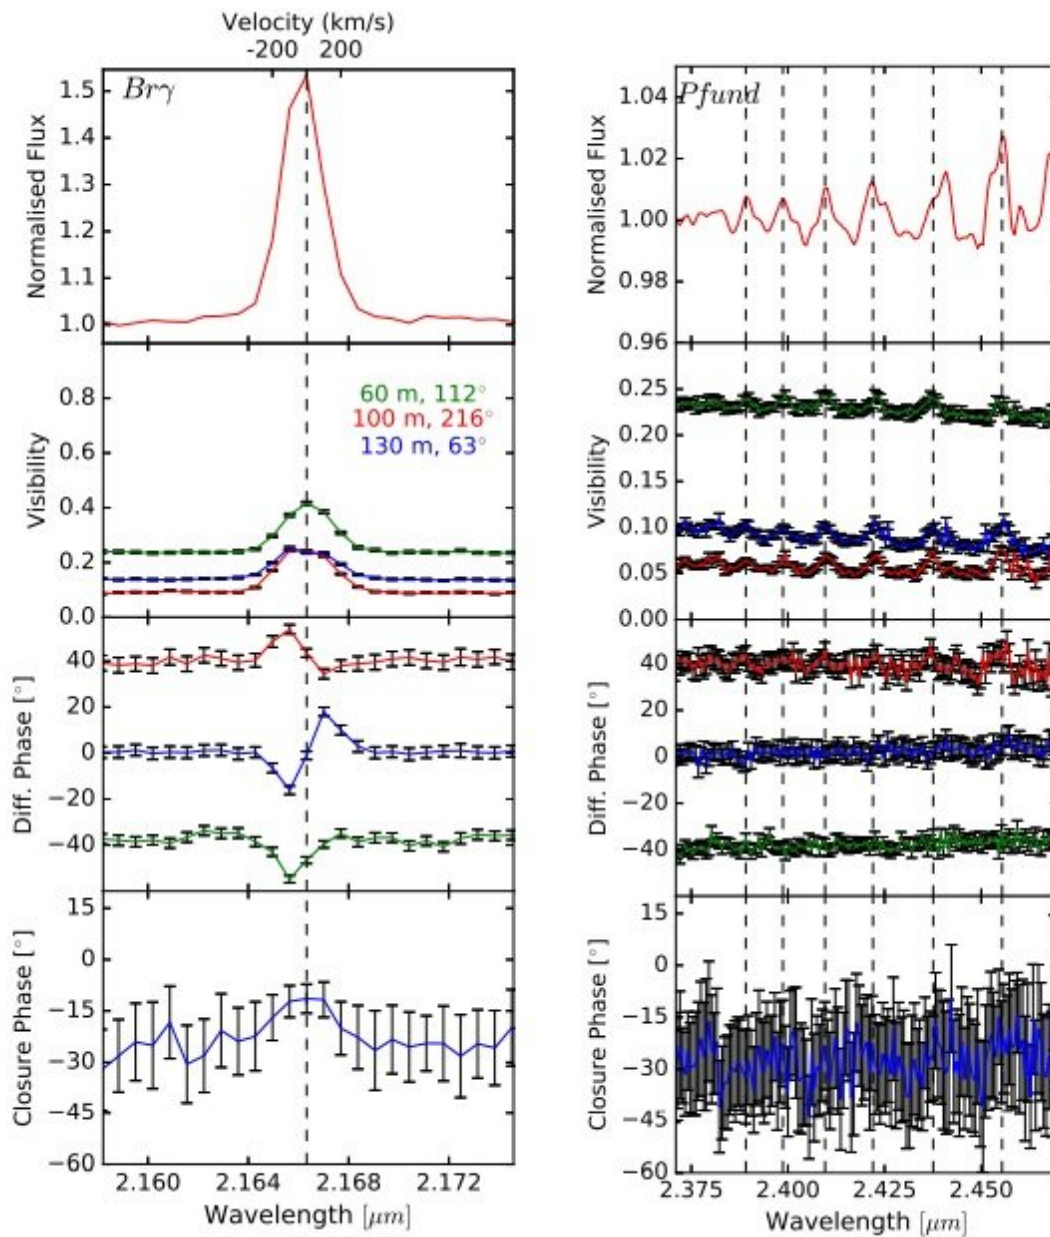 Velocity (km/s)
-200 200
Brγ
1.5
1.4
1.3
1.2
1.1
1.0
Normalised Flux
60 m, 112°
100 m, 216°
130 m, 63°
0.8
0.6
0.4
0.2
0.0
Visibility
40
20
0
−20
−40
Diff. Phase [°]
15
0
−15
−30
−45
−60
Closure Phase [°]
2.160 2.164 2.168 2.172
Wavelength [μm]
Pfund
1.04
1.02
1.00
0.98
0.96
Normalised Flux
0.25
0.20
0.15
0.10
0.05
0.00
Visibility
40
20
0
−20
−40
Diff. Phase [°]
15
0
−15
−30
−45
−60
Closure Phase [°]
2.375 2.400 2.425 2.450
Wavelength [μm]